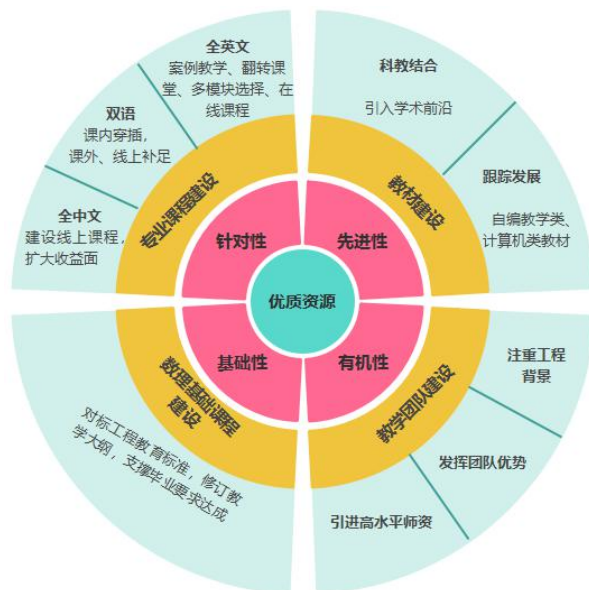 全英文
案例教学、翻转课
堂、多模块选择、在
线课程
双语
课内穿插，
课外、线上补足
全中文
建设线上课程，
扩大收益面
专业课程建设
针对性
科教结合
引入学术前沿
跟踪发展
自编教学类、
计算机类教材
教材建设
先进性
优质资源
基础性
数理基础课程
建设
对标工程教育标准，修订教
学大纲，支撑毕业要求达成
有机性
教学团队建设
注重工程
背景
发挥团队优势
引进高水平师资